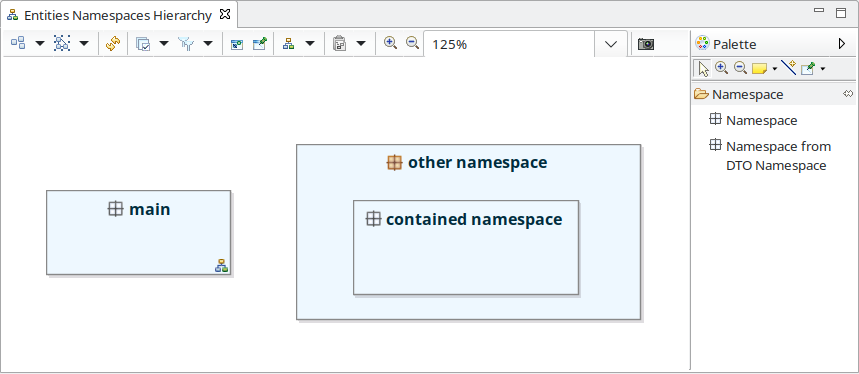 Entities Namespaces Hierarchy
125%
Palette
Namespace
Namespace
Namespace from
DTO Namespace
other namespace
main
contained namespace